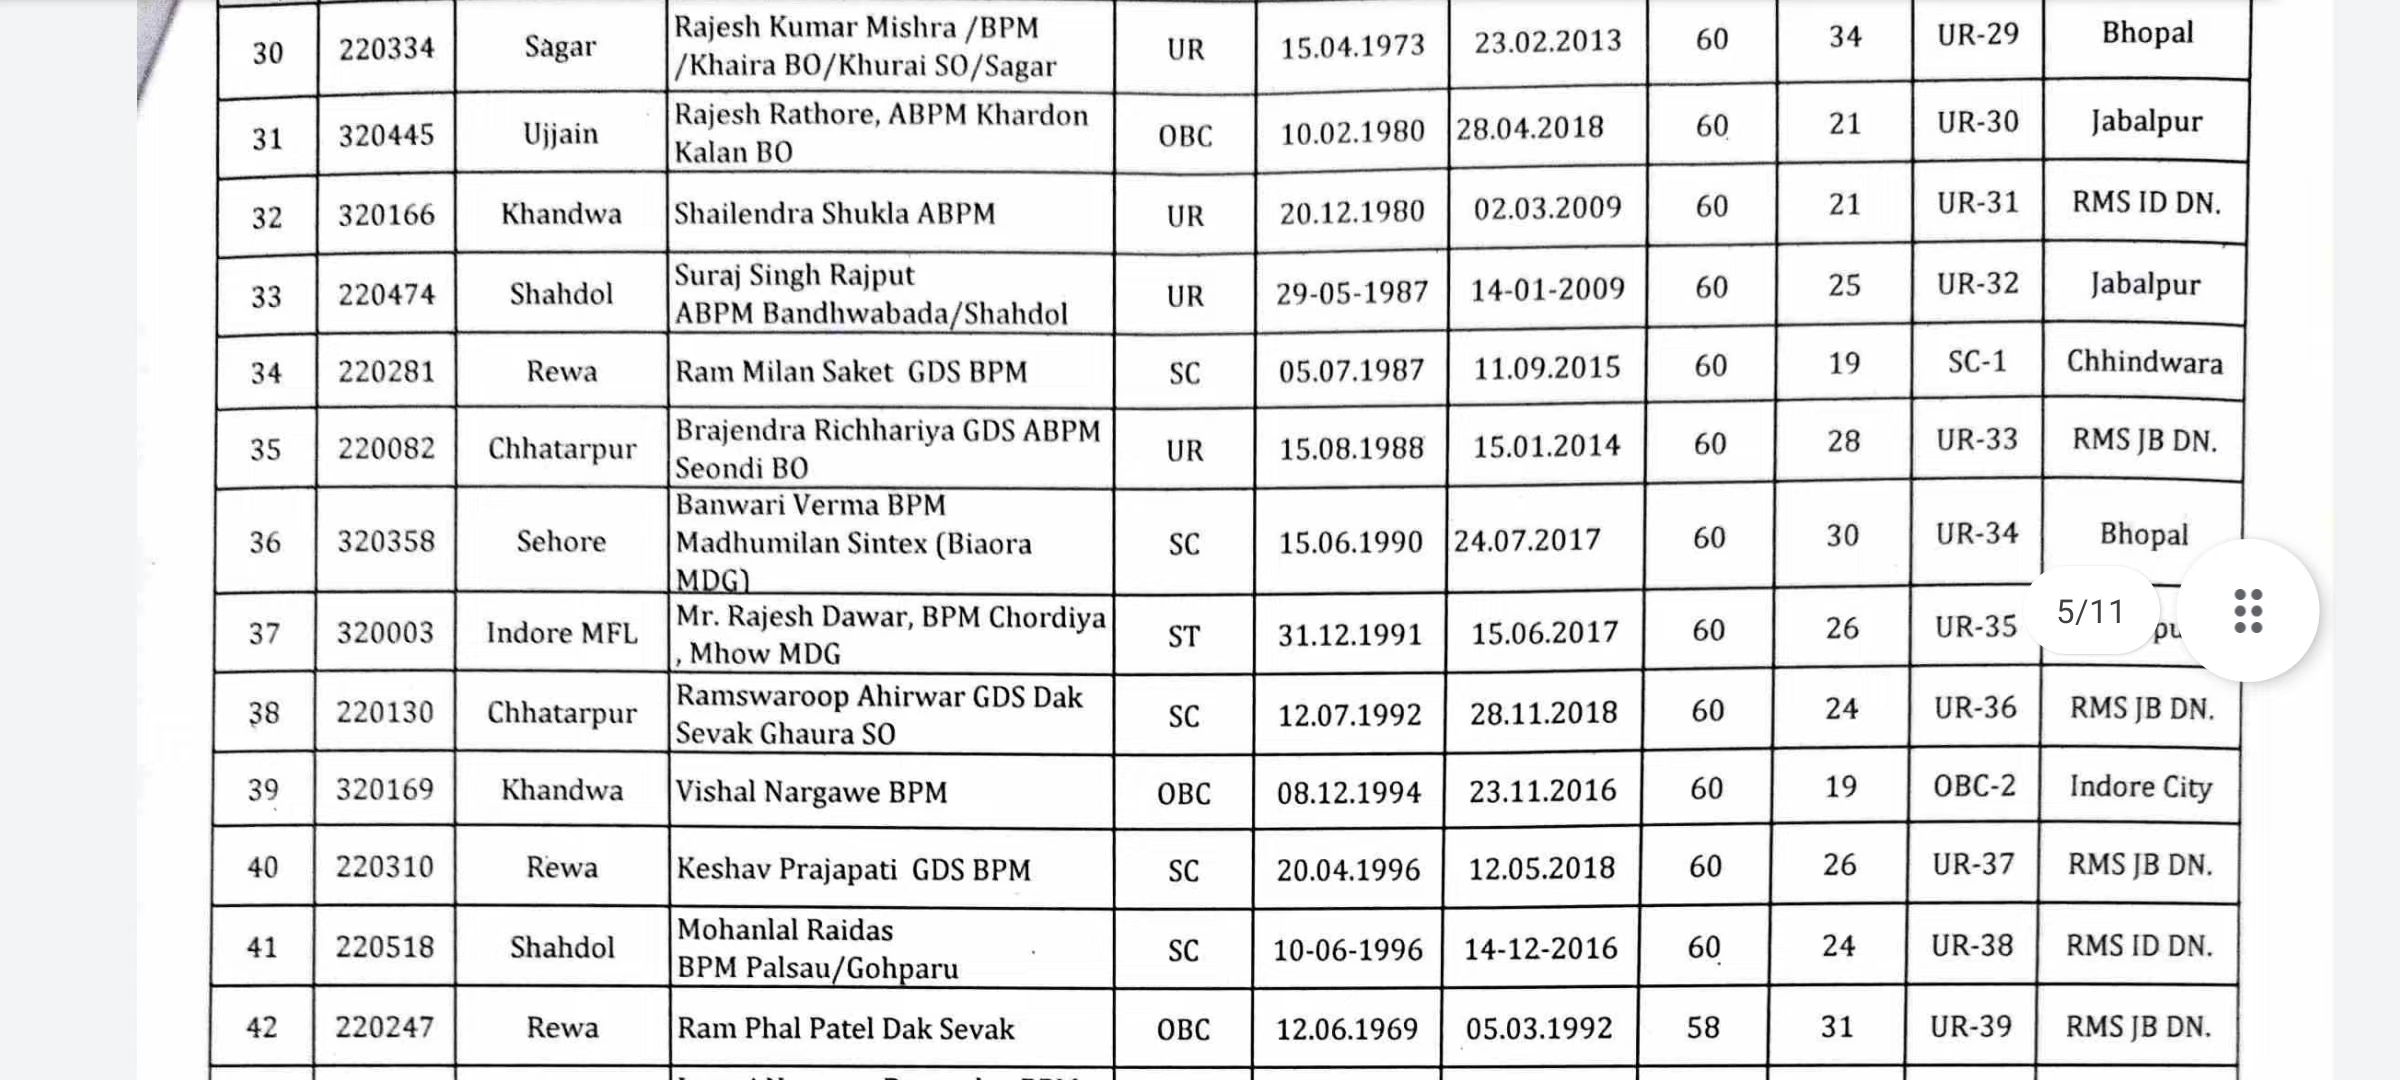 30 220334 Sagar Rajesh Kumar Mishra /BPM /Khaira BO/Khurai SO/Sagar UR 15.04.1973 23.02.2013 60 34 UR-29 Bhopal
31 320445 Ujjain Rajesh Rathore, ABPM Khardon Kalan BO OBC 10.02.1980 28.04.2018 60 21 UR-30 Jabalpur
32 320166 Khandwa Shailendra Shukla ABPM UR 20.12.1980 02.03.2009 60 21 UR-31 RMS ID DN.
33 220474 Shahdol Suraj Singh Rajput ABPM Bandhwabada/Shahdol UR 29-05-1987 14-01-2009 60 25 UR-32 Jabalpur
34 220281 Rewa Ram Milan Saket GDS BPM SC 05.07.1987 11.09.2015 60 19 SC-1 Chhindwara
35 220082 Chhatarpur Brajendra Richhariya GDS ABPM Seondi BO UR 15.08.1988 15.01.2014 60 28 UR-33 RMS JB DN.
36 320358 Sehore Banwari Verma BPM Madhumilan Sintex (Biaora MDG) SC 15.06.1990 24.07.2017 60 30 UR-34 Bhopal
37 320003 Indore MFL Mr. Rajesh Dawar, BPM Chordiya , Mhow MDG ST 31.12.1991 15.06.2017 60 26 UR-35
5/11
38 220130 Chhatarpur Ramswaroop Ahirwar GDS Dak Sevak Ghaura SO SC 12.07.1992 28.11.2018 60 24 UR-36 RMS JB DN.
39 320169 Khandwa Vishal Nargawe BPM OBC 08.12.1994 23.11.2016 60 19 OBC-2 Indore City
40 220310 Rewa Keshav Prajapati GDS BPM SC 20.04.1996 12.05.2018 60 26 UR-37 RMS JB DN.
41 220518 Shahdol Mohanlal Raidas BPM Palsau/Gohparu SC 10-06-1996 14-12-2016 60 24 UR-38 RMS ID DN.
42 220247 Rewa Ram Phal Patel Dak Sevak OBC 12.06.1969 05.03.1992 58 31 UR-39 RMS JB DN.